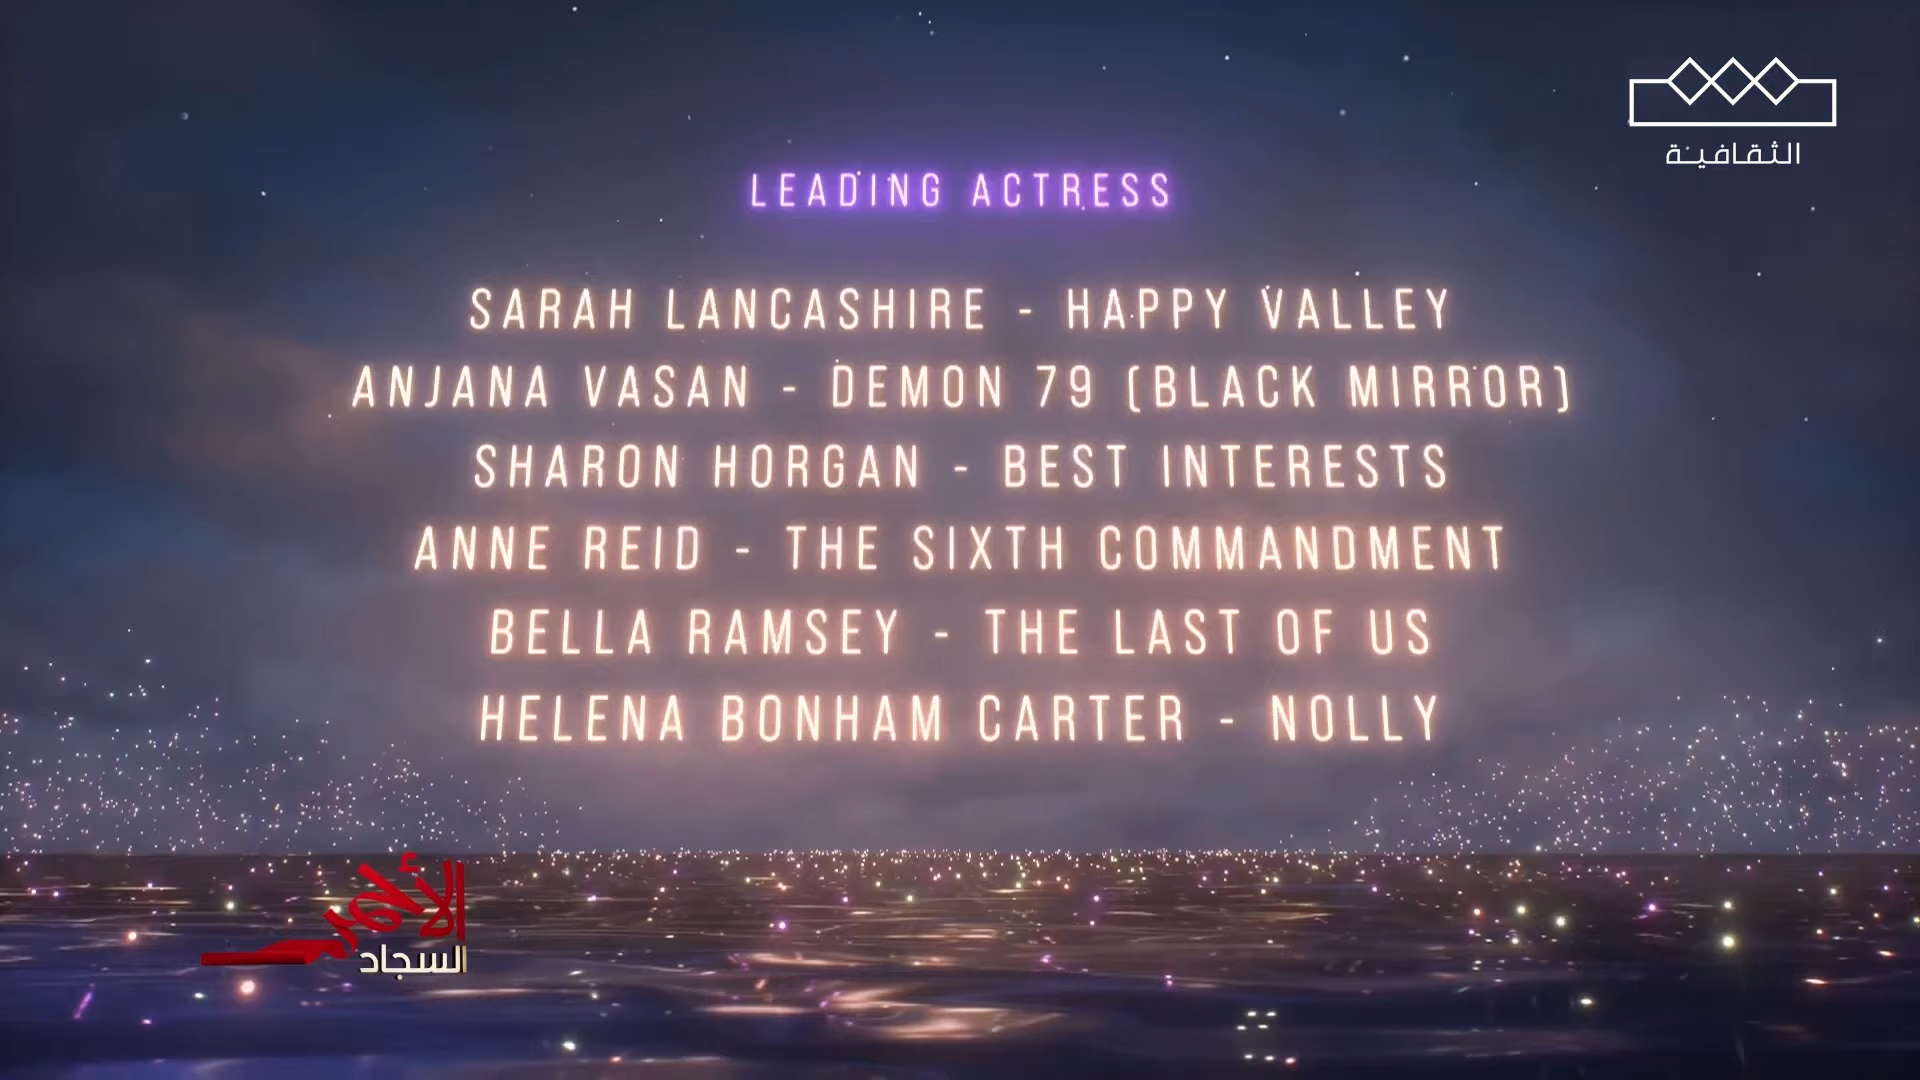 الثقافية
LEADING ACTRESS
SARAH LANCASHIRE - HAPPY VALLEY
ANJANA VASAN - DEMON 79 (BLACK MIRROR)
SHARON HORGAN - BEST INTERESTS
ANNE REID - THE SIXTH COMMANDMENT
BELLA RAMSEY - THE LAST OF US
HELENA BONHAM CARTER - NOLLY
السجاد
الأحمر